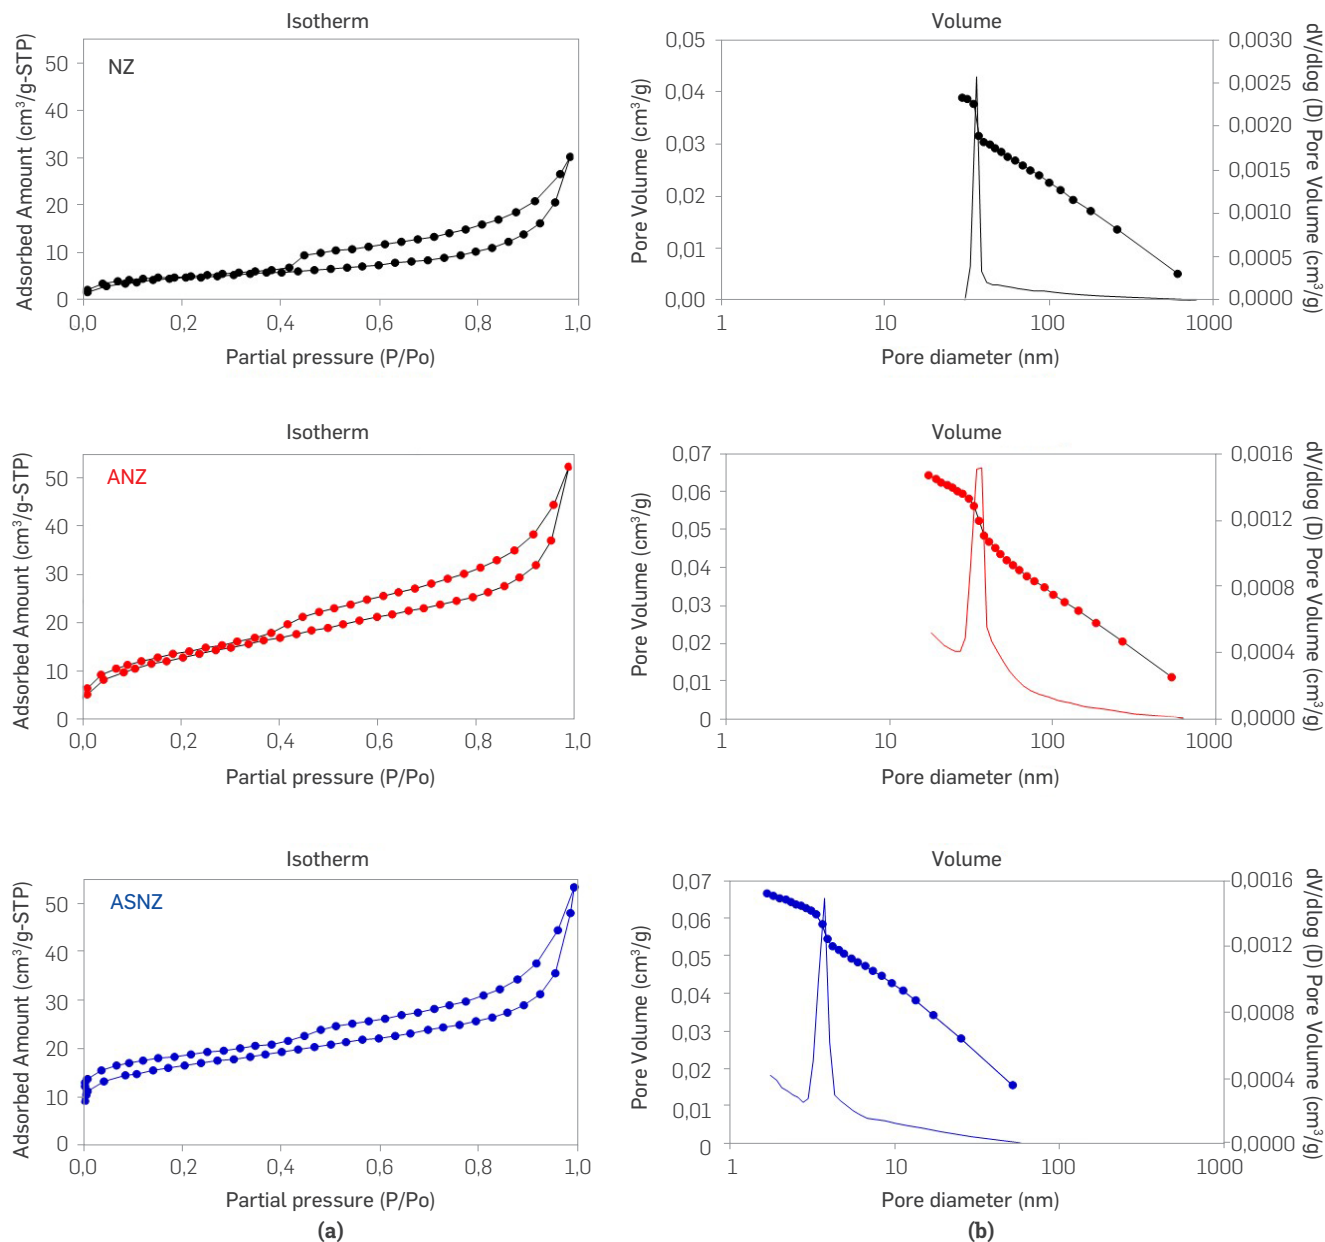 Isotherm
NZ
Adsorbed Amount (cm³/g-STP)
50
40
30
20
10
0
0,0 0,2 0,4 0,6 0,8 1,0
Partial pressure (P/Po)
Volume
Pore Volume (cm³/g)
0,05
0,04
0,03
0,02
0,01
0,00
1 10 100 1000
Pore diameter (nm)
0,0030
0,0025
0,0020
0,0015
0,0010
0,0005
0,0000
dV/dlog (D) Pore Volume (cm³/g)
Isotherm
ANZ
Adsorbed Amount (cm³/g-STP)
50
40
30
20
10
0
0,0 0,2 0,4 0,6 0,8 1,0
Partial pressure (P/Po)
Volume
Pore Volume (cm³/g)
0,07
0,06
0,05
0,04
0,03
0,02
0,01
0
1 10 100 1000
Pore diameter (nm)
0,0016
0,0012
0,0008
0,0004
0,0000
dV/dlog (D) Pore Volume (cm³/g)
Isotherm
ASNZ
Adsorbed Amount (cm³/g-STP)
50
40
30
20
10
0
0,0 0,2 0,4 0,6 0,8 1,0
Partial pressure (P/Po)
(a)
Volume
Pore Volume (cm³/g)
0,07
0,06
0,05
0,04
0,03
0,02
0,01
0
1 10 100 1000
Pore diameter (nm)
0,0016
0,0012
0,0008
0,0004
0,0000
dV/dlog (D) Pore Volume (cm³/g)
(b)